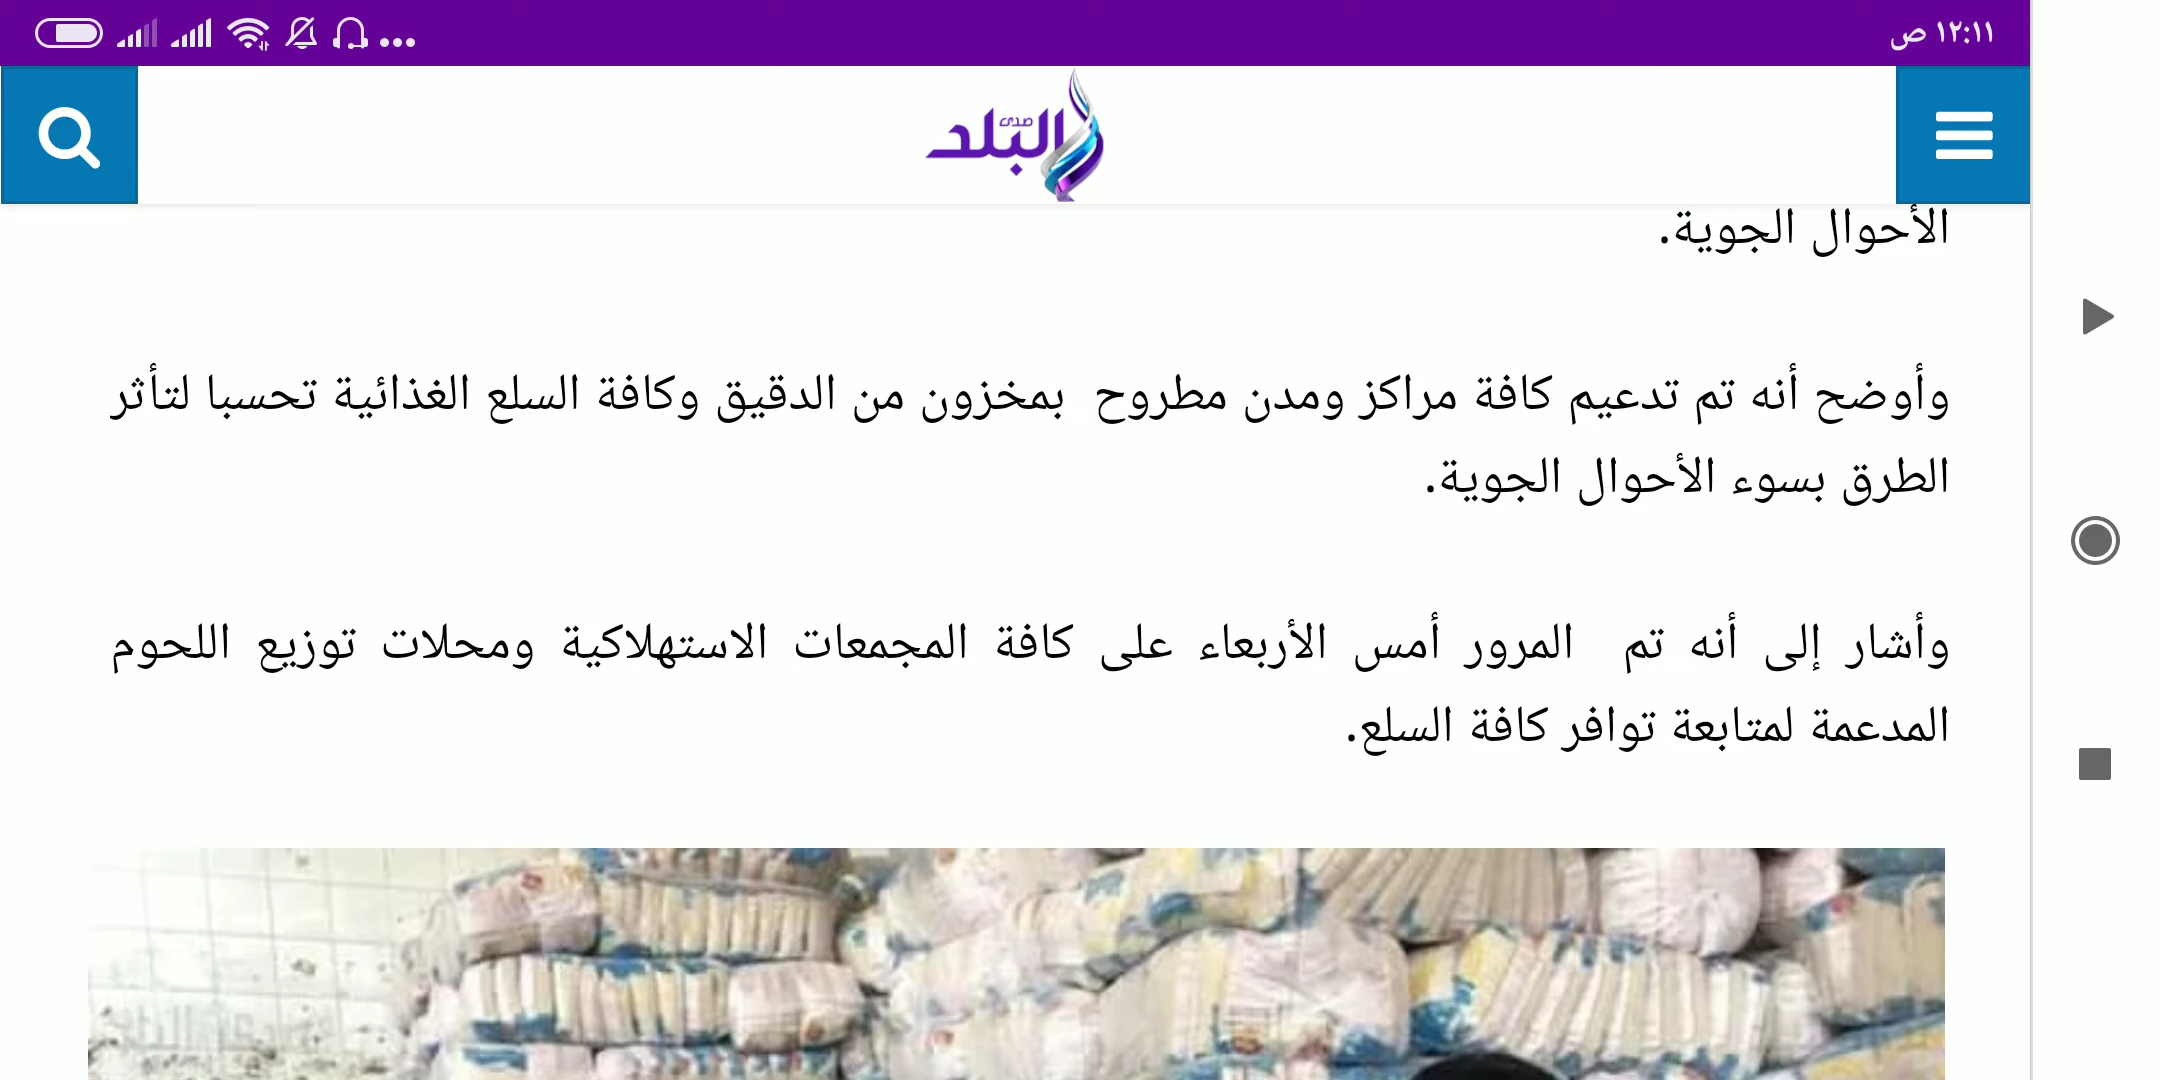 ١٢:١١ ص
صدى
البلد
الأحوال الجوية.
وأوضح أنه تم تدعيم كافة مراكز ومدن مطروح  بمخزون من الدقيق وكافة السلع الغذائية تحسبا لتأثر
الطرق بسوء الأحوال الجوية.
وأشار إلى أنه تم  المرور أمس الأربعاء على كافة المجمعات الاستهلاكية ومحلات توزيع اللحوم
المدعمة لمتابعة توافر كافة السلع.